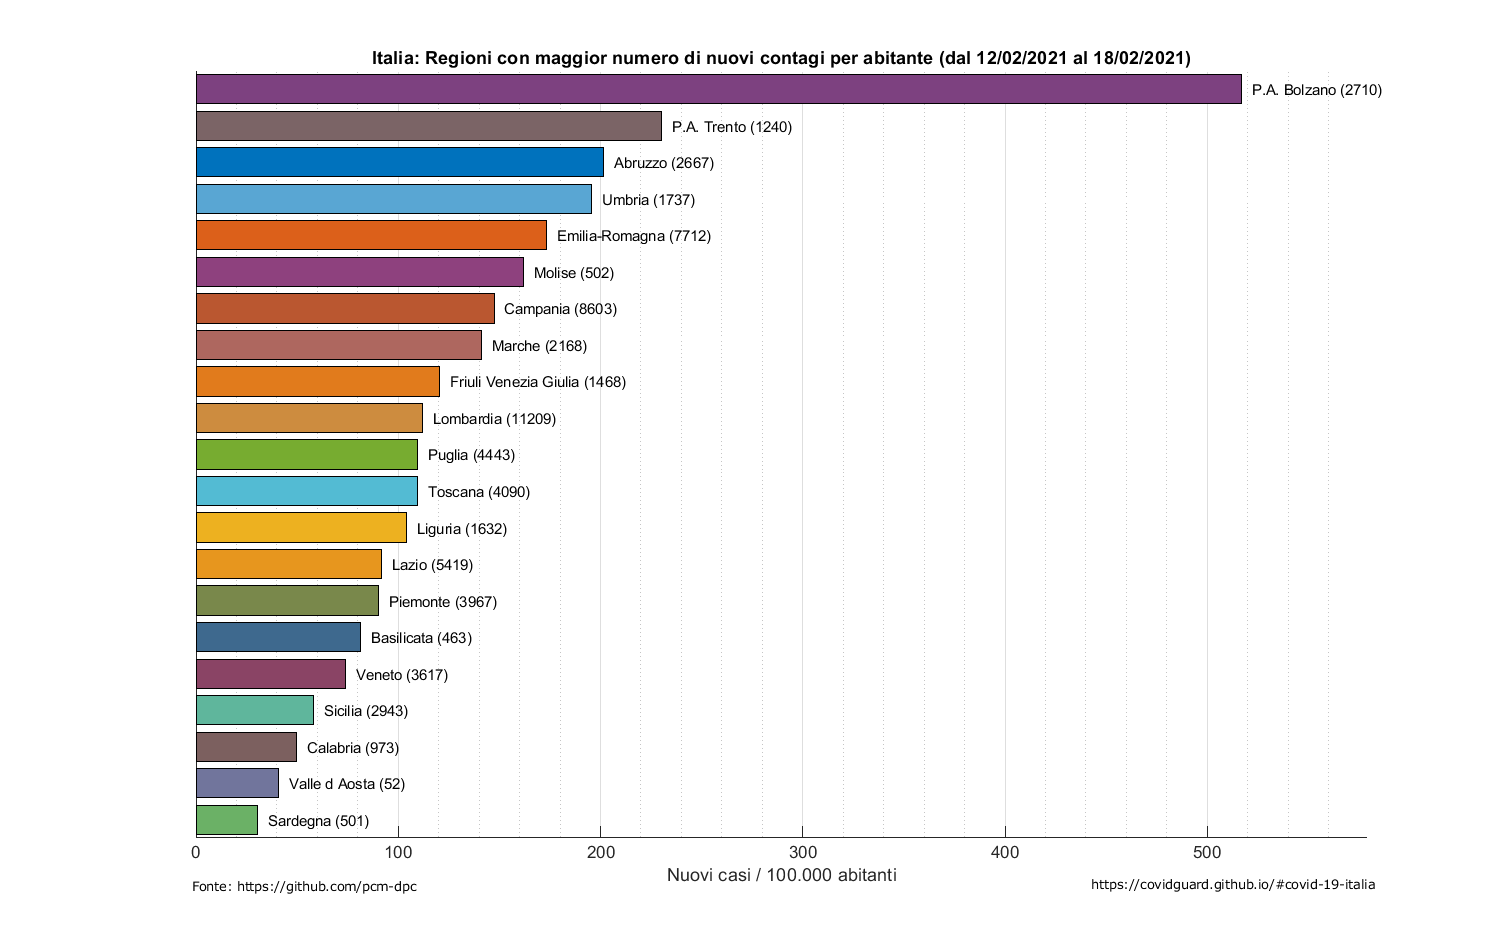 Italia: Regioni con maggior numero di nuovi contagi per abitante (dal 12/02/2021 al 18/02/2021)
P.A. Bolzano (2710)
P.A. Trento (1240)
Abruzzo (2667)
Umbria (1737)
Emilia-Romagna (7712)
Molise (502)
Campania (8603)
Marche (2168)
Friuli Venezia Giulia (1468)
Lombardia (11209)
Puglia (4443)
Toscana (4090)
Liguria (1632)
Lazio (5419)
Piemonte (3967)
Basilicata (463)
Veneto (3617)
Sicilia (2943)
Calabria (973)
Valle d Aosta (52)
Sardegna (501)
0 100 200 300 400 500
Nuovi casi / 100.000 abitanti
Fonte: https://github.com/pcm-dpc
https://covidguard.github.io/#covid-19-italia